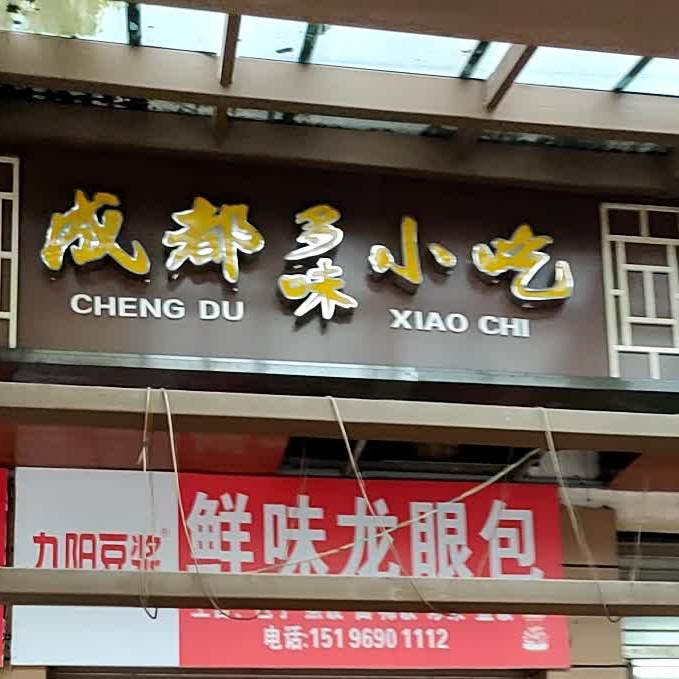 成都多味小吃
CHENG DU XIAO CHI
九阳豆浆
鲜味龙眼包
电话:151 9690 1112